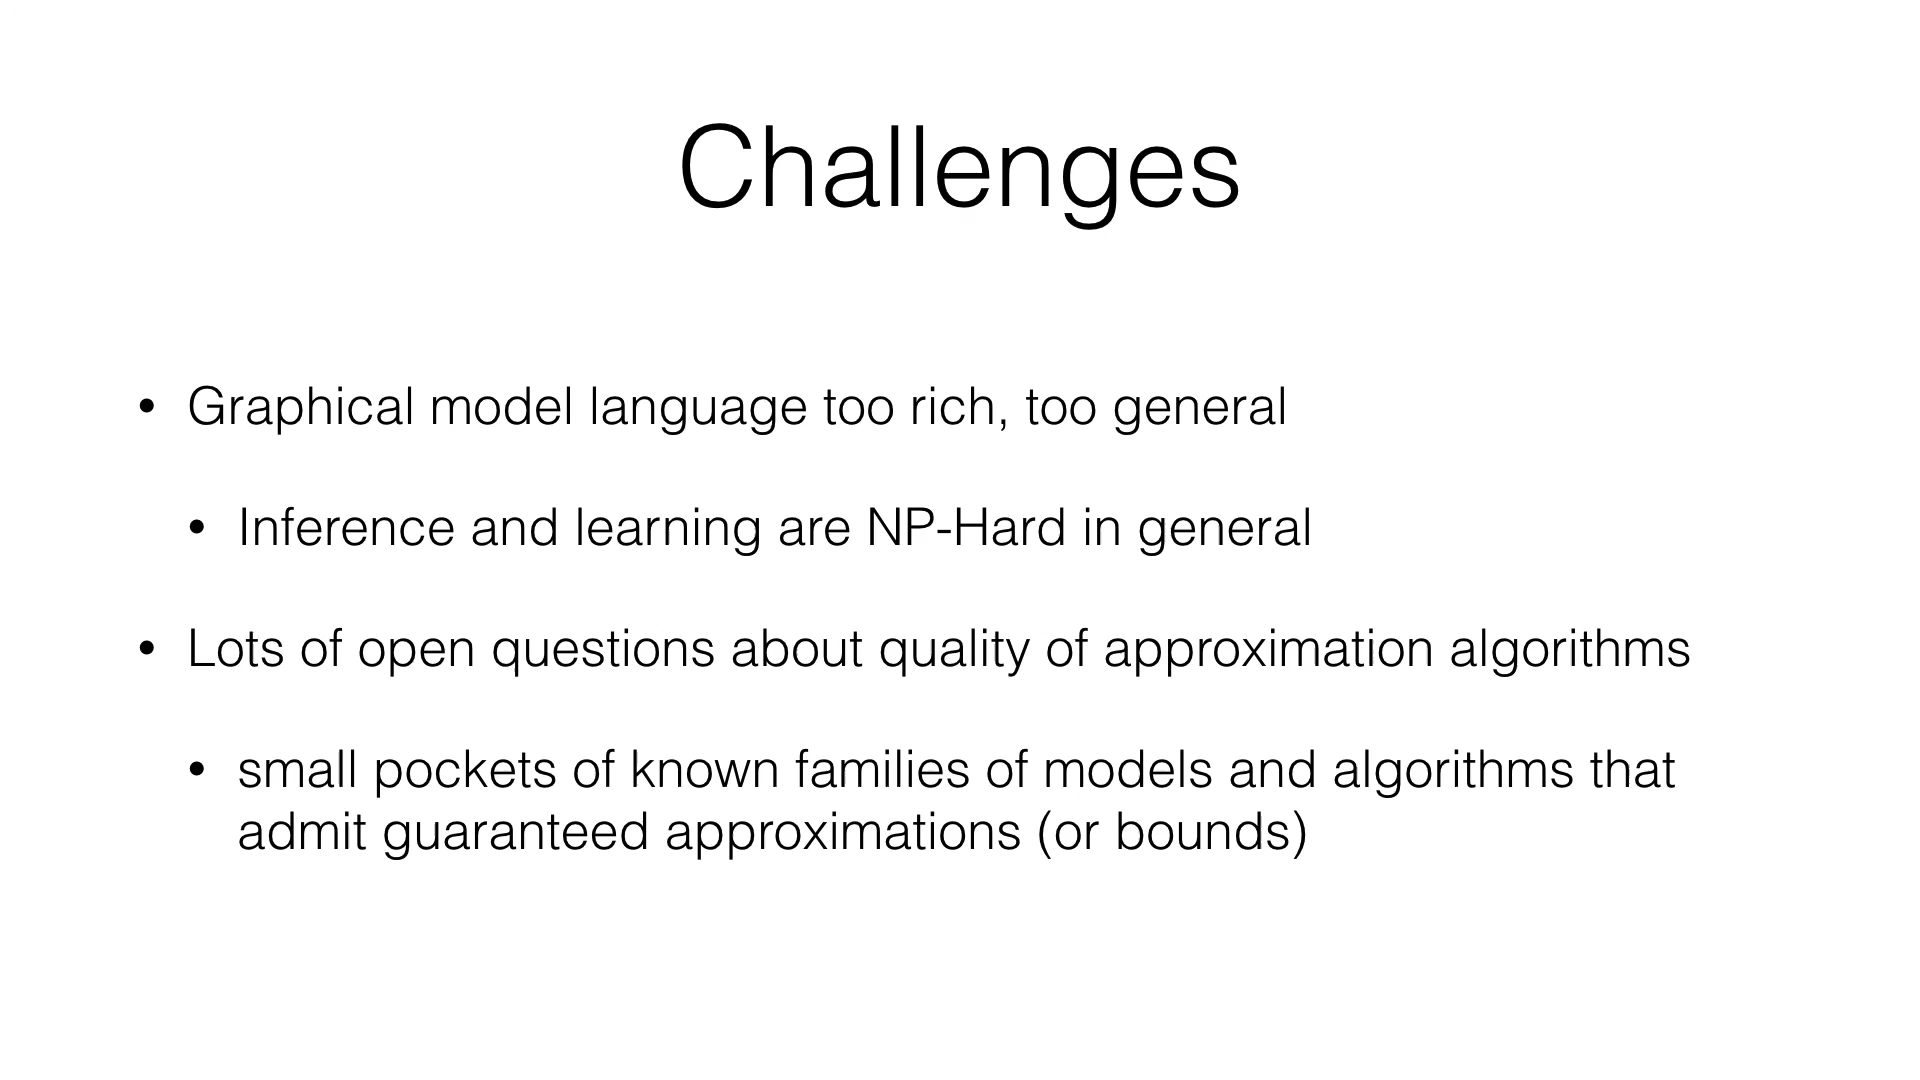 Challenges
• Graphical model language too rich, too general
• Inference and learning are NP-Hard in general
• Lots of open questions about quality of approximation algorithms
• small pockets of known families of models and algorithms that
admit guaranteed approximations (or bounds)